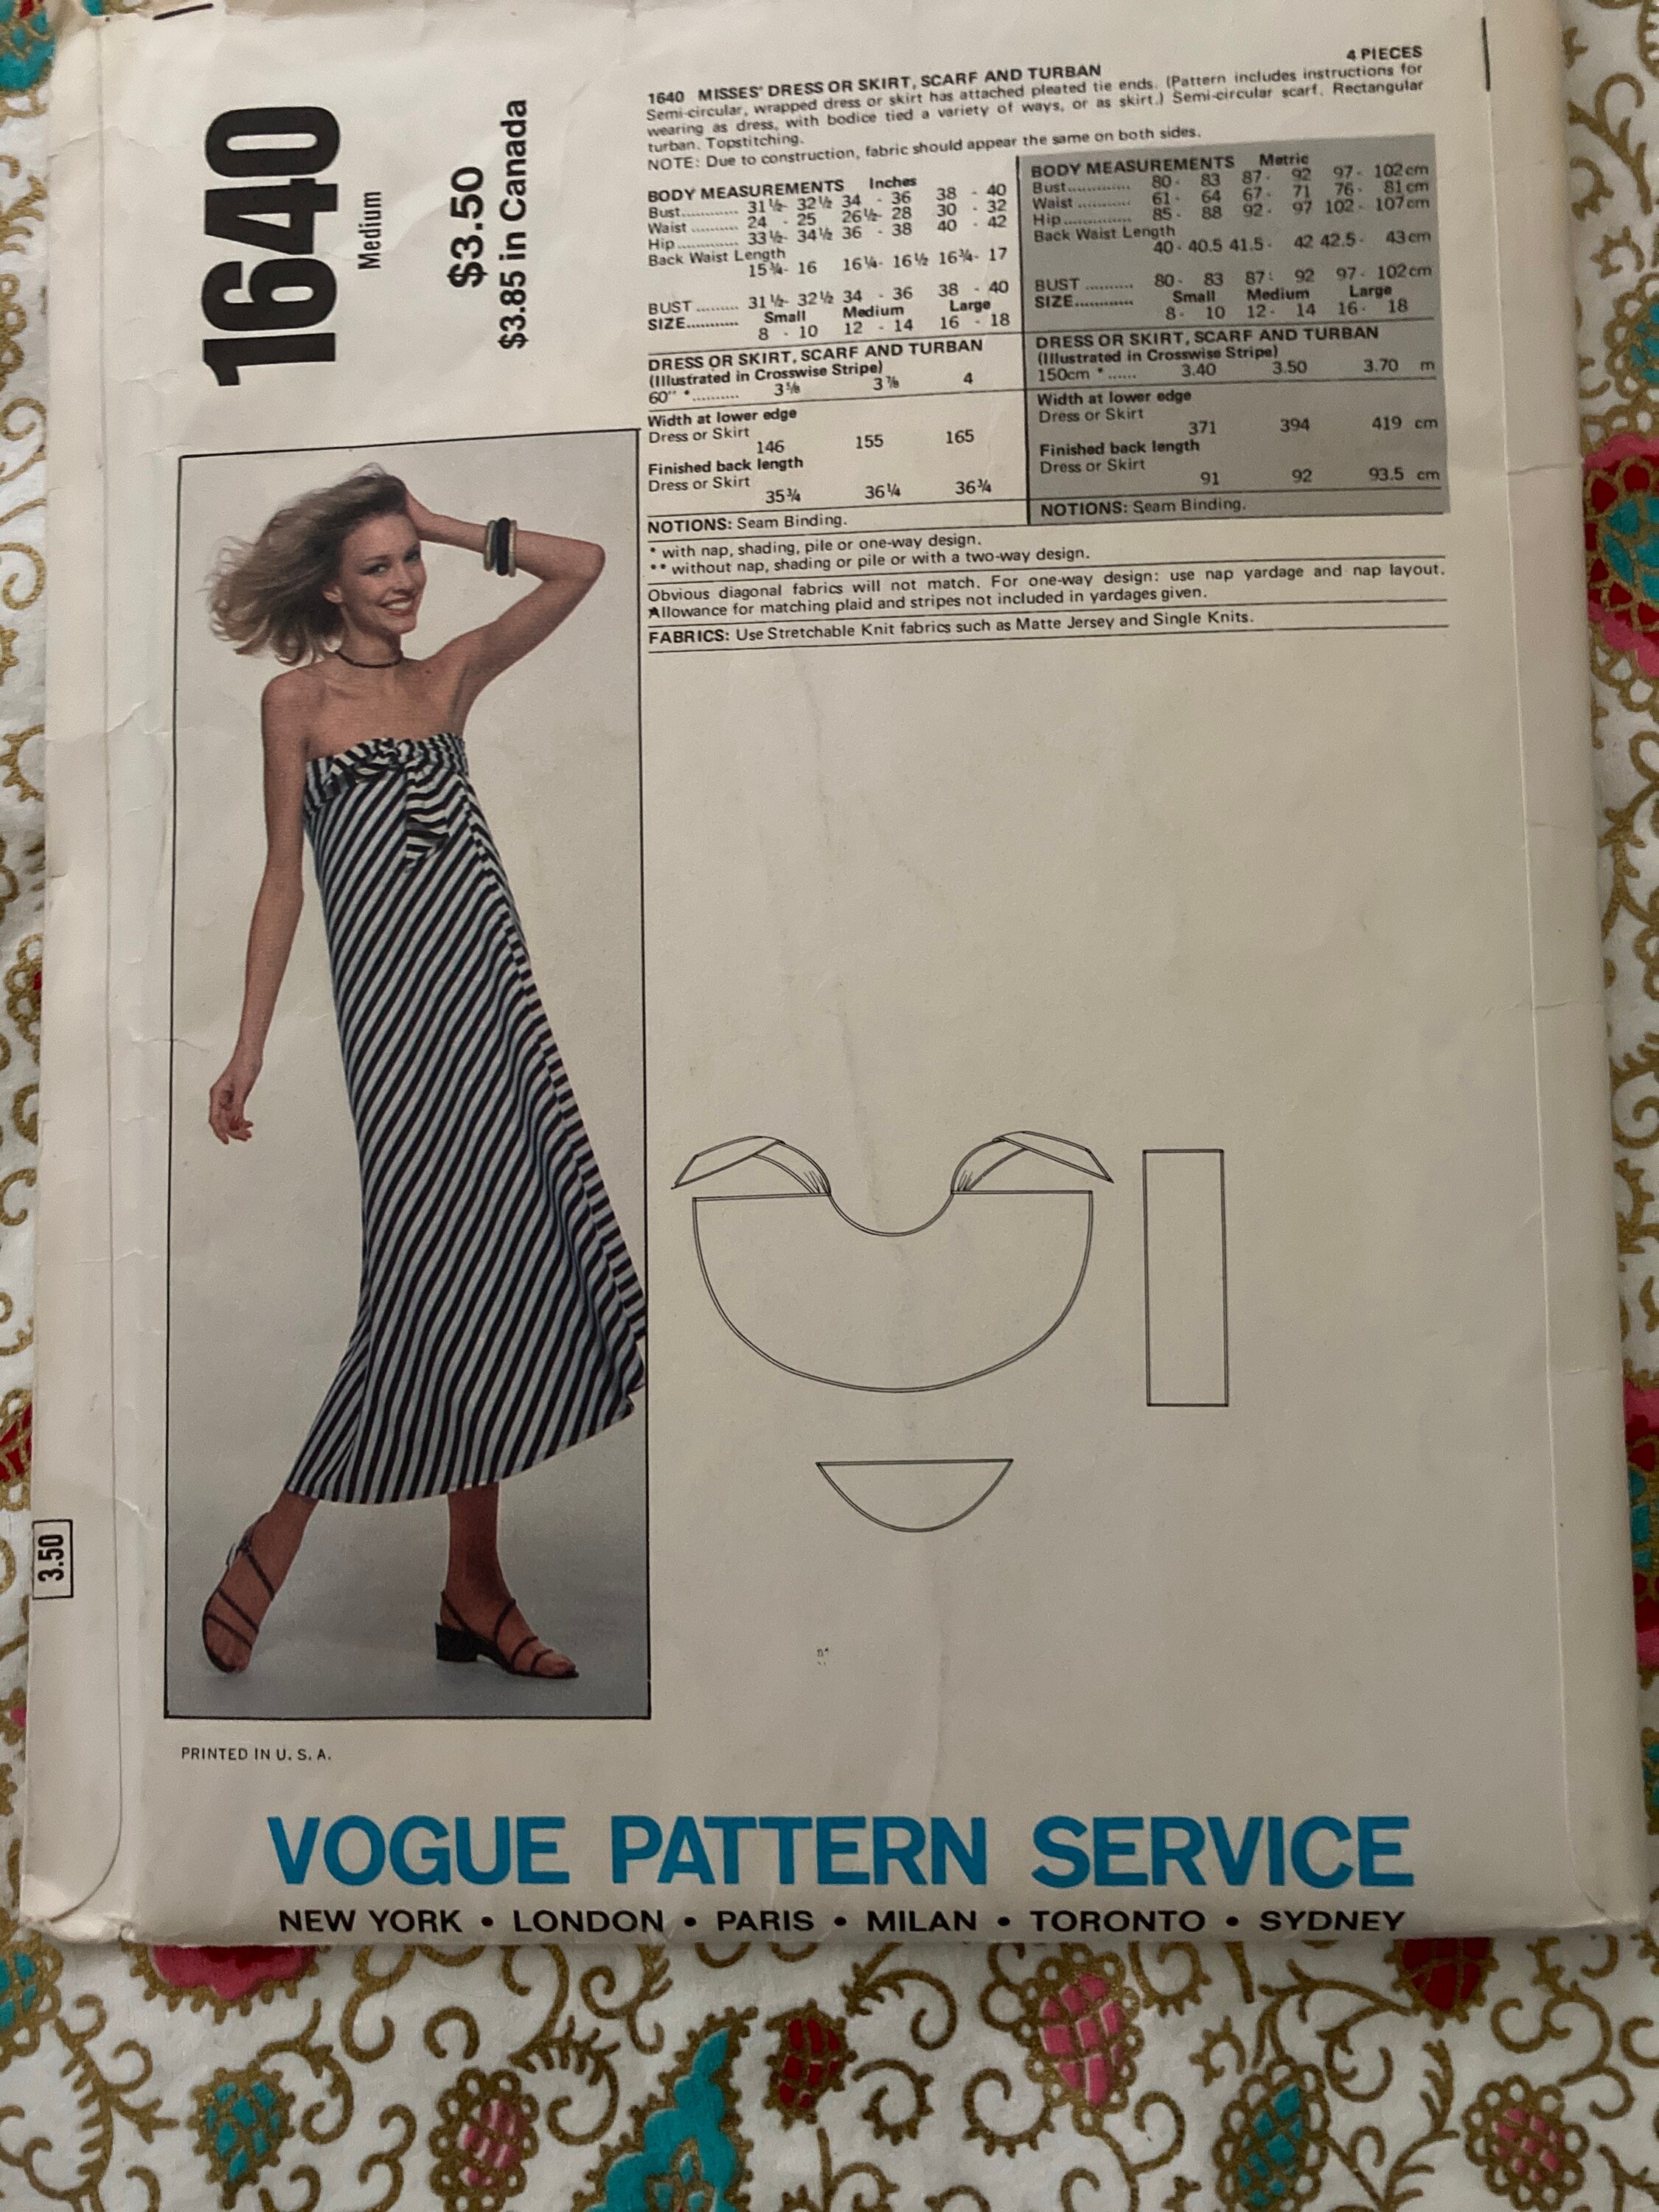 1640
Medium
$3.50
$3.85 in Canada
4 PIECES
1640 MISSES' DRESS OR SKIRT, SCARF AND TURBAN
Semi-circular, wrapped dress or skirt has attached pleated tie ends. (Pattern includes instructions for
wearing as dress, with bodice tied a variety of ways, or as skirt.) Semi-circular scarf. Rectangular
turban. Topstitching.
NOTE: Due to construction, fabric should appear the same on both sides.
BODY MEASUREMENTS Inches
Bust............ 31½- 32½ 34 - 36 38 - 40
Waist .......... 24 - 25 26½- 28 30 - 32
Hip............. 33½- 34½ 36 - 38 40 - 42
Back Waist Length
15¾- 16 16¼- 16½ 16¾- 17
BUST ......... 31½- 32½ 34 - 36 38 - 40
SIZE........... Small Medium Large
8 - 10 12 - 14 16 - 18
DRESS OR SKIRT, SCARF AND TURBAN
(Illustrated in Crosswise Stripe)
60" *.......... 3⅝ 3⅞ 4
Width at lower edge
Dress or Skirt
146 155 165
Finished back length
Dress or Skirt
35¾ 36¼ 36¾
NOTIONS: Seam Binding.
BODY MEASUREMENTS Metric
Bust............. 80- 83 87- 92 97- 102cm
Waist ........... 61- 64 67- 71 76- 81cm
Hip............... 85- 88 92- 97 102- 107cm
Back Waist Length
40- 40.5 41.5- 42 42.5- 43cm
BUST .......... 80- 83 87- 92 97- 102cm
SIZE............ Small Medium Large
8- 10 12- 14 16- 18
DRESS OR SKIRT, SCARF AND TURBAN
(Illustrated in Crosswise Stripe)
150cm *...... 3.40 3.50 3.70 m
Width at lower edge
Dress or Skirt
371 394 419 cm
Finished back length
Dress or Skirt
91 92 93.5 cm
NOTIONS: Seam Binding.
* with nap, shading, pile or one-way design.
** without nap, shading or pile or with a two-way design.
Obvious diagonal fabrics will not match. For one-way design: use nap yardage and nap layout.
Allowance for matching plaid and stripes not included in yardages given.
FABRICS: Use Stretchable Knit fabrics such as Matte Jersey and Single Knits.
3.50
PRINTED IN U. S. A.
VOGUE PATTERN SERVICE
NEW YORK • LONDON • PARIS • MILAN • TORONTO • SYDNEY